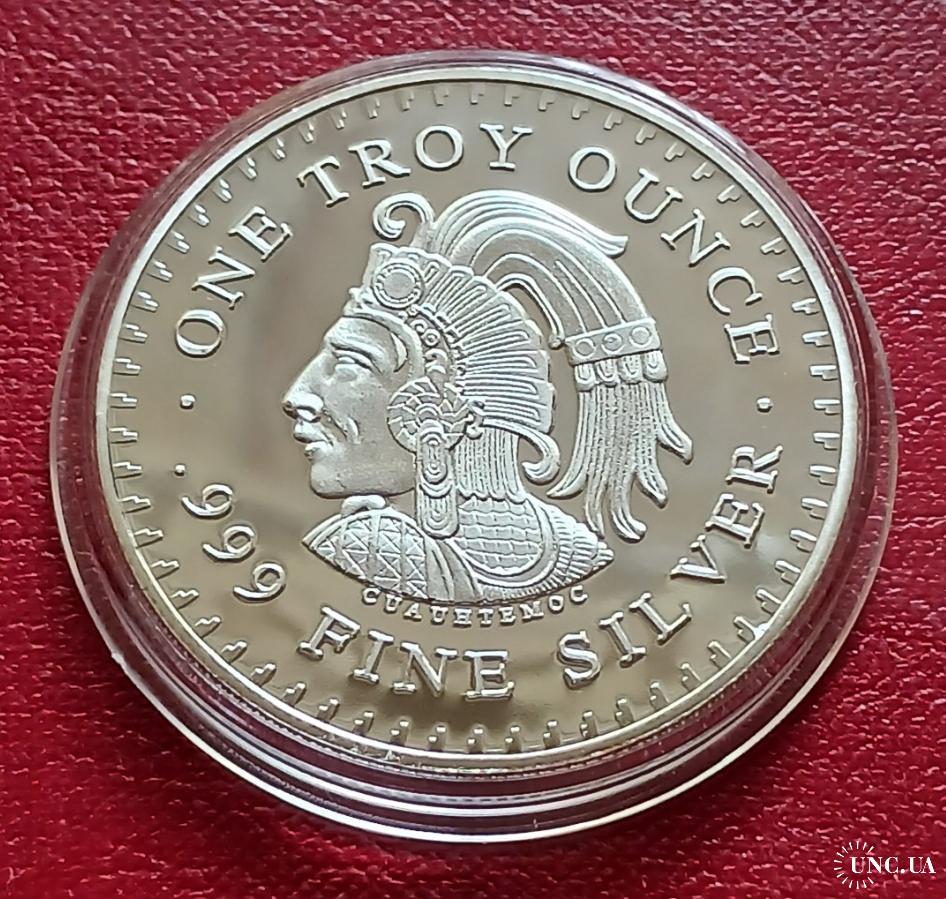 · ONE TROY OUNCE ·
.999 FINE SILVER
CUAUHTEMOC
UNC.UA